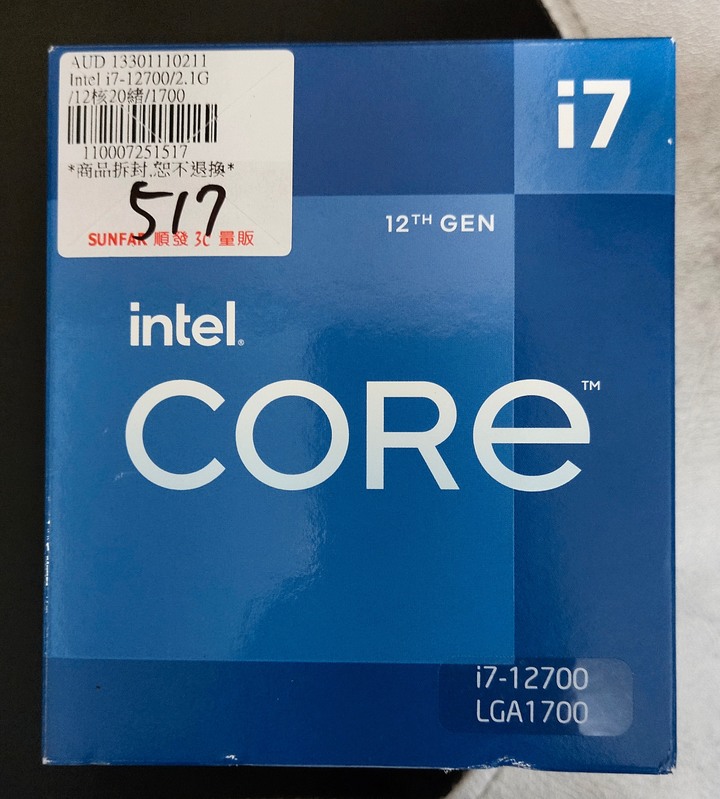 AUD 13301110211
Intel i7-12700/2.1G
/12核20緒/1700
110007251517
*商品拆封.恕不退換*
517
SUNFAR 順發 3C 量販
i7
12TH GEN
intel.
CORE™
i7-12700
LGA1700